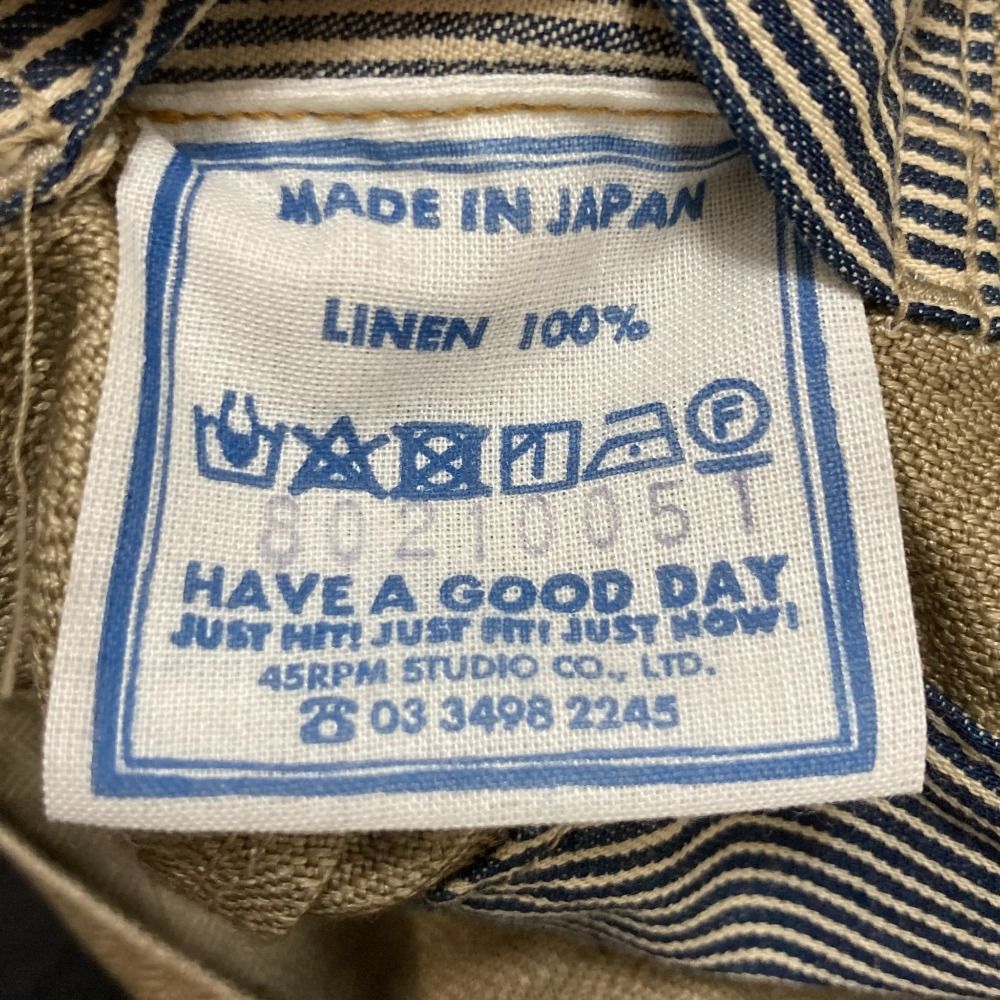 MADE IN JAPAN
LINEN 100%
F
8021005T
HAVE A GOOD DAY
JUST HIT! JUST FIT! JUST NOW!
45RPM STUDIO CO., LTD.
☎ 03 3498 2245